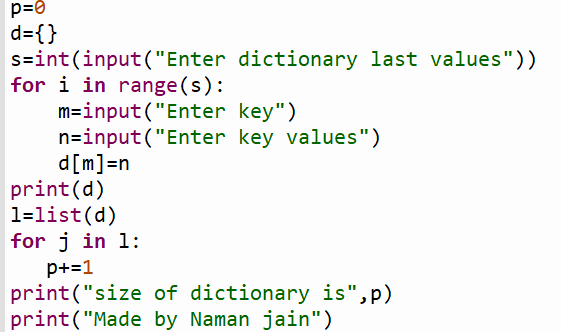 p=0
d={}
s=int(input("Enter dictionary last values"))
for i in range(s):
    m=input("Enter key")
    n=input("Enter key values")
    d[m]=n
print(d)
l=list(d)
for j in l:
   p+=1
print("size of dictionary is",p)
print("Made by Naman jain")